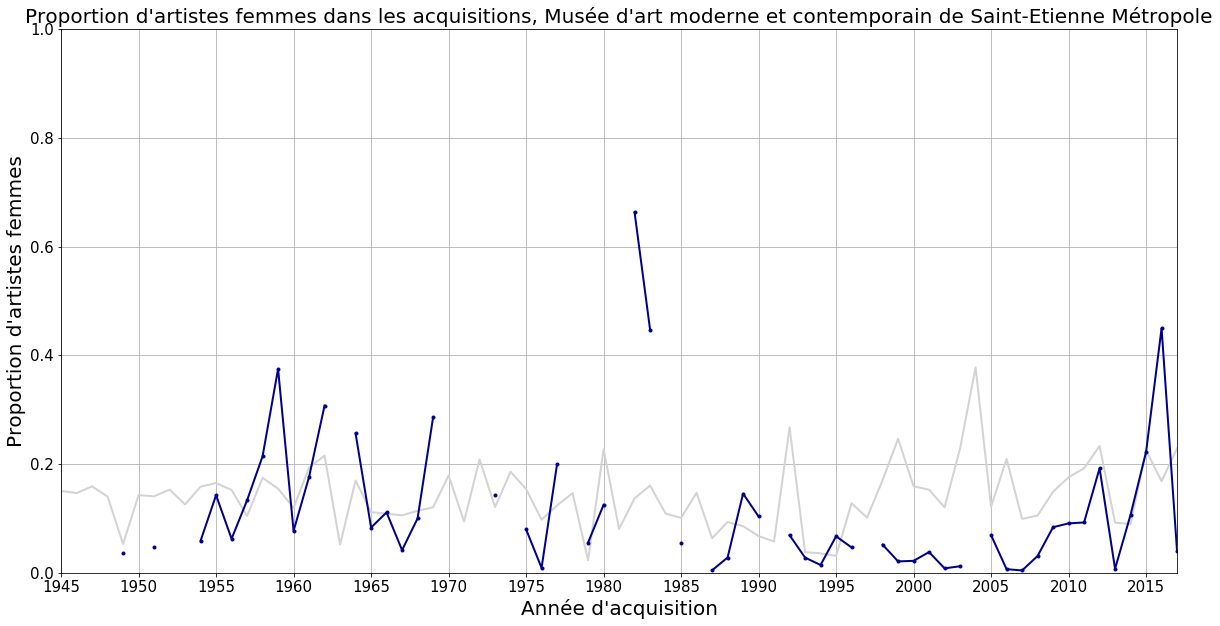 Proportion d'artistes femmes dans les acquisitions, Musée d'art moderne et contemporain de Saint-Etienne Métropole
1.0
0.8
0.6
0.4
0.2
0.0
Proportion d'artistes femmes
1945 1950 1955 1960 1965 1970 1975 1980 1985 1990 1995 2000 2005 2010 2015
Année d'acquisition